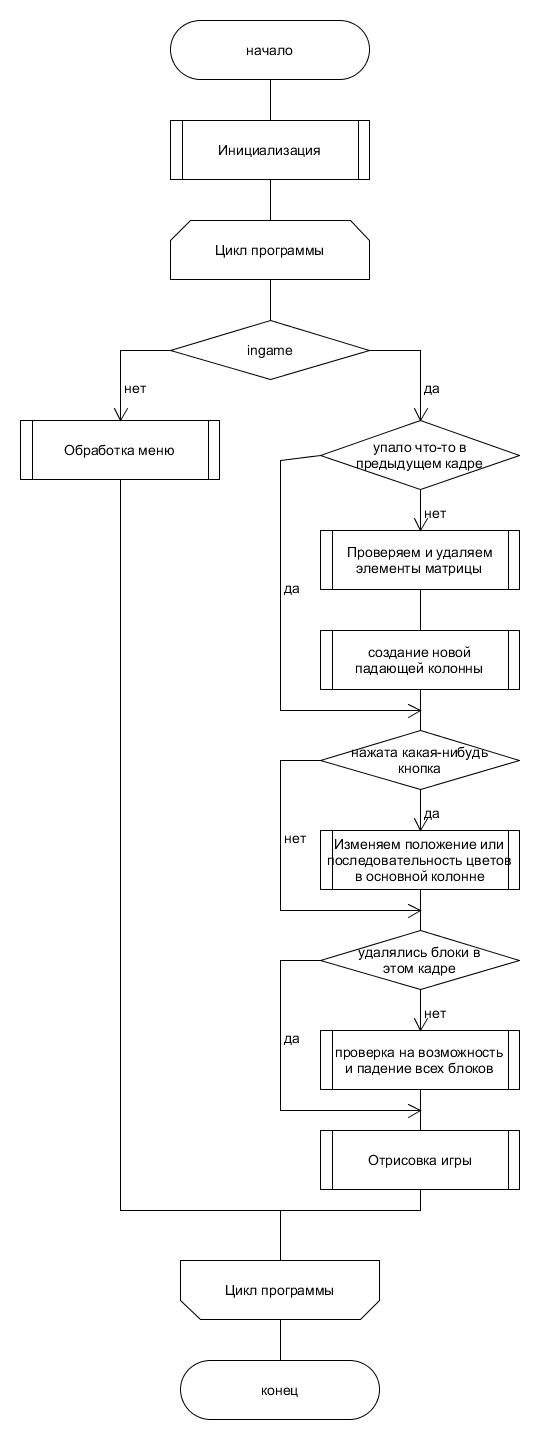 начало
Инициализация
Цикл программы
ingame
нет
да
Обработка меню
упало что-то в
предыдущем кадре
нет
Проверяем и удаляем
элементы матрицы
да
создание новой
падающей колонны
нажата какая-нибудь
кнопка
да
нет
Изменяем положение или
последовательность цветов
в основной колонне
удалялись блоки в
этом кадре
нет
да
проверка на возможность
и падение всех блоков
Отрисовка игры
Цикл программы
конец